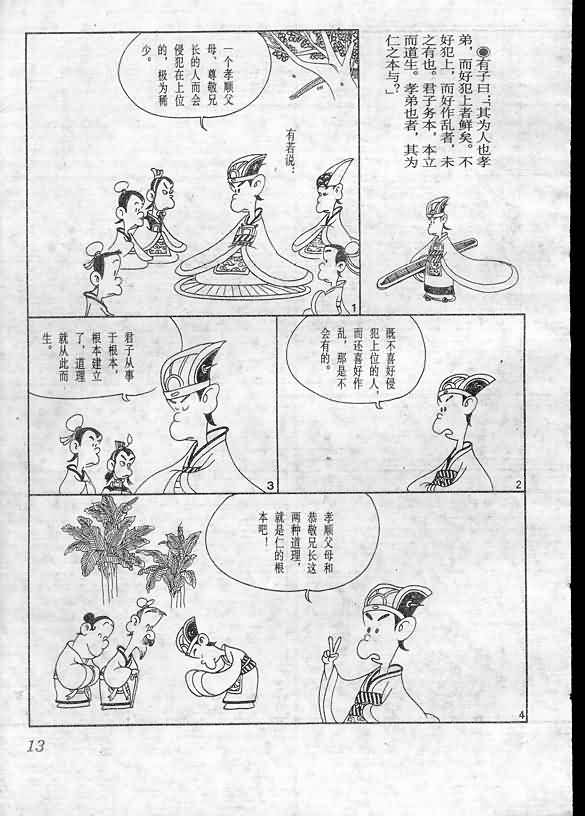 ●有子曰：“其为人也孝
弟，而好犯上者鲜矣。不
好犯上，而好作乱者，未
之有也。君子务本，本立
而道生。孝弟也者，其为
仁之本与？”
有若说：
一个孝顺父
母、尊敬兄
长的人而会
侵犯在上位
的，极为稀
少。
1
既不喜好侵
犯上位的人，
而还喜好作
乱，那是不
会有的。
2
君子从事
于根本，
根本建立
了，道理
就从此而
生。
3
孝顺父母和
恭敬兄长这
两种道理，
就是仁的根
本吧！
4
13